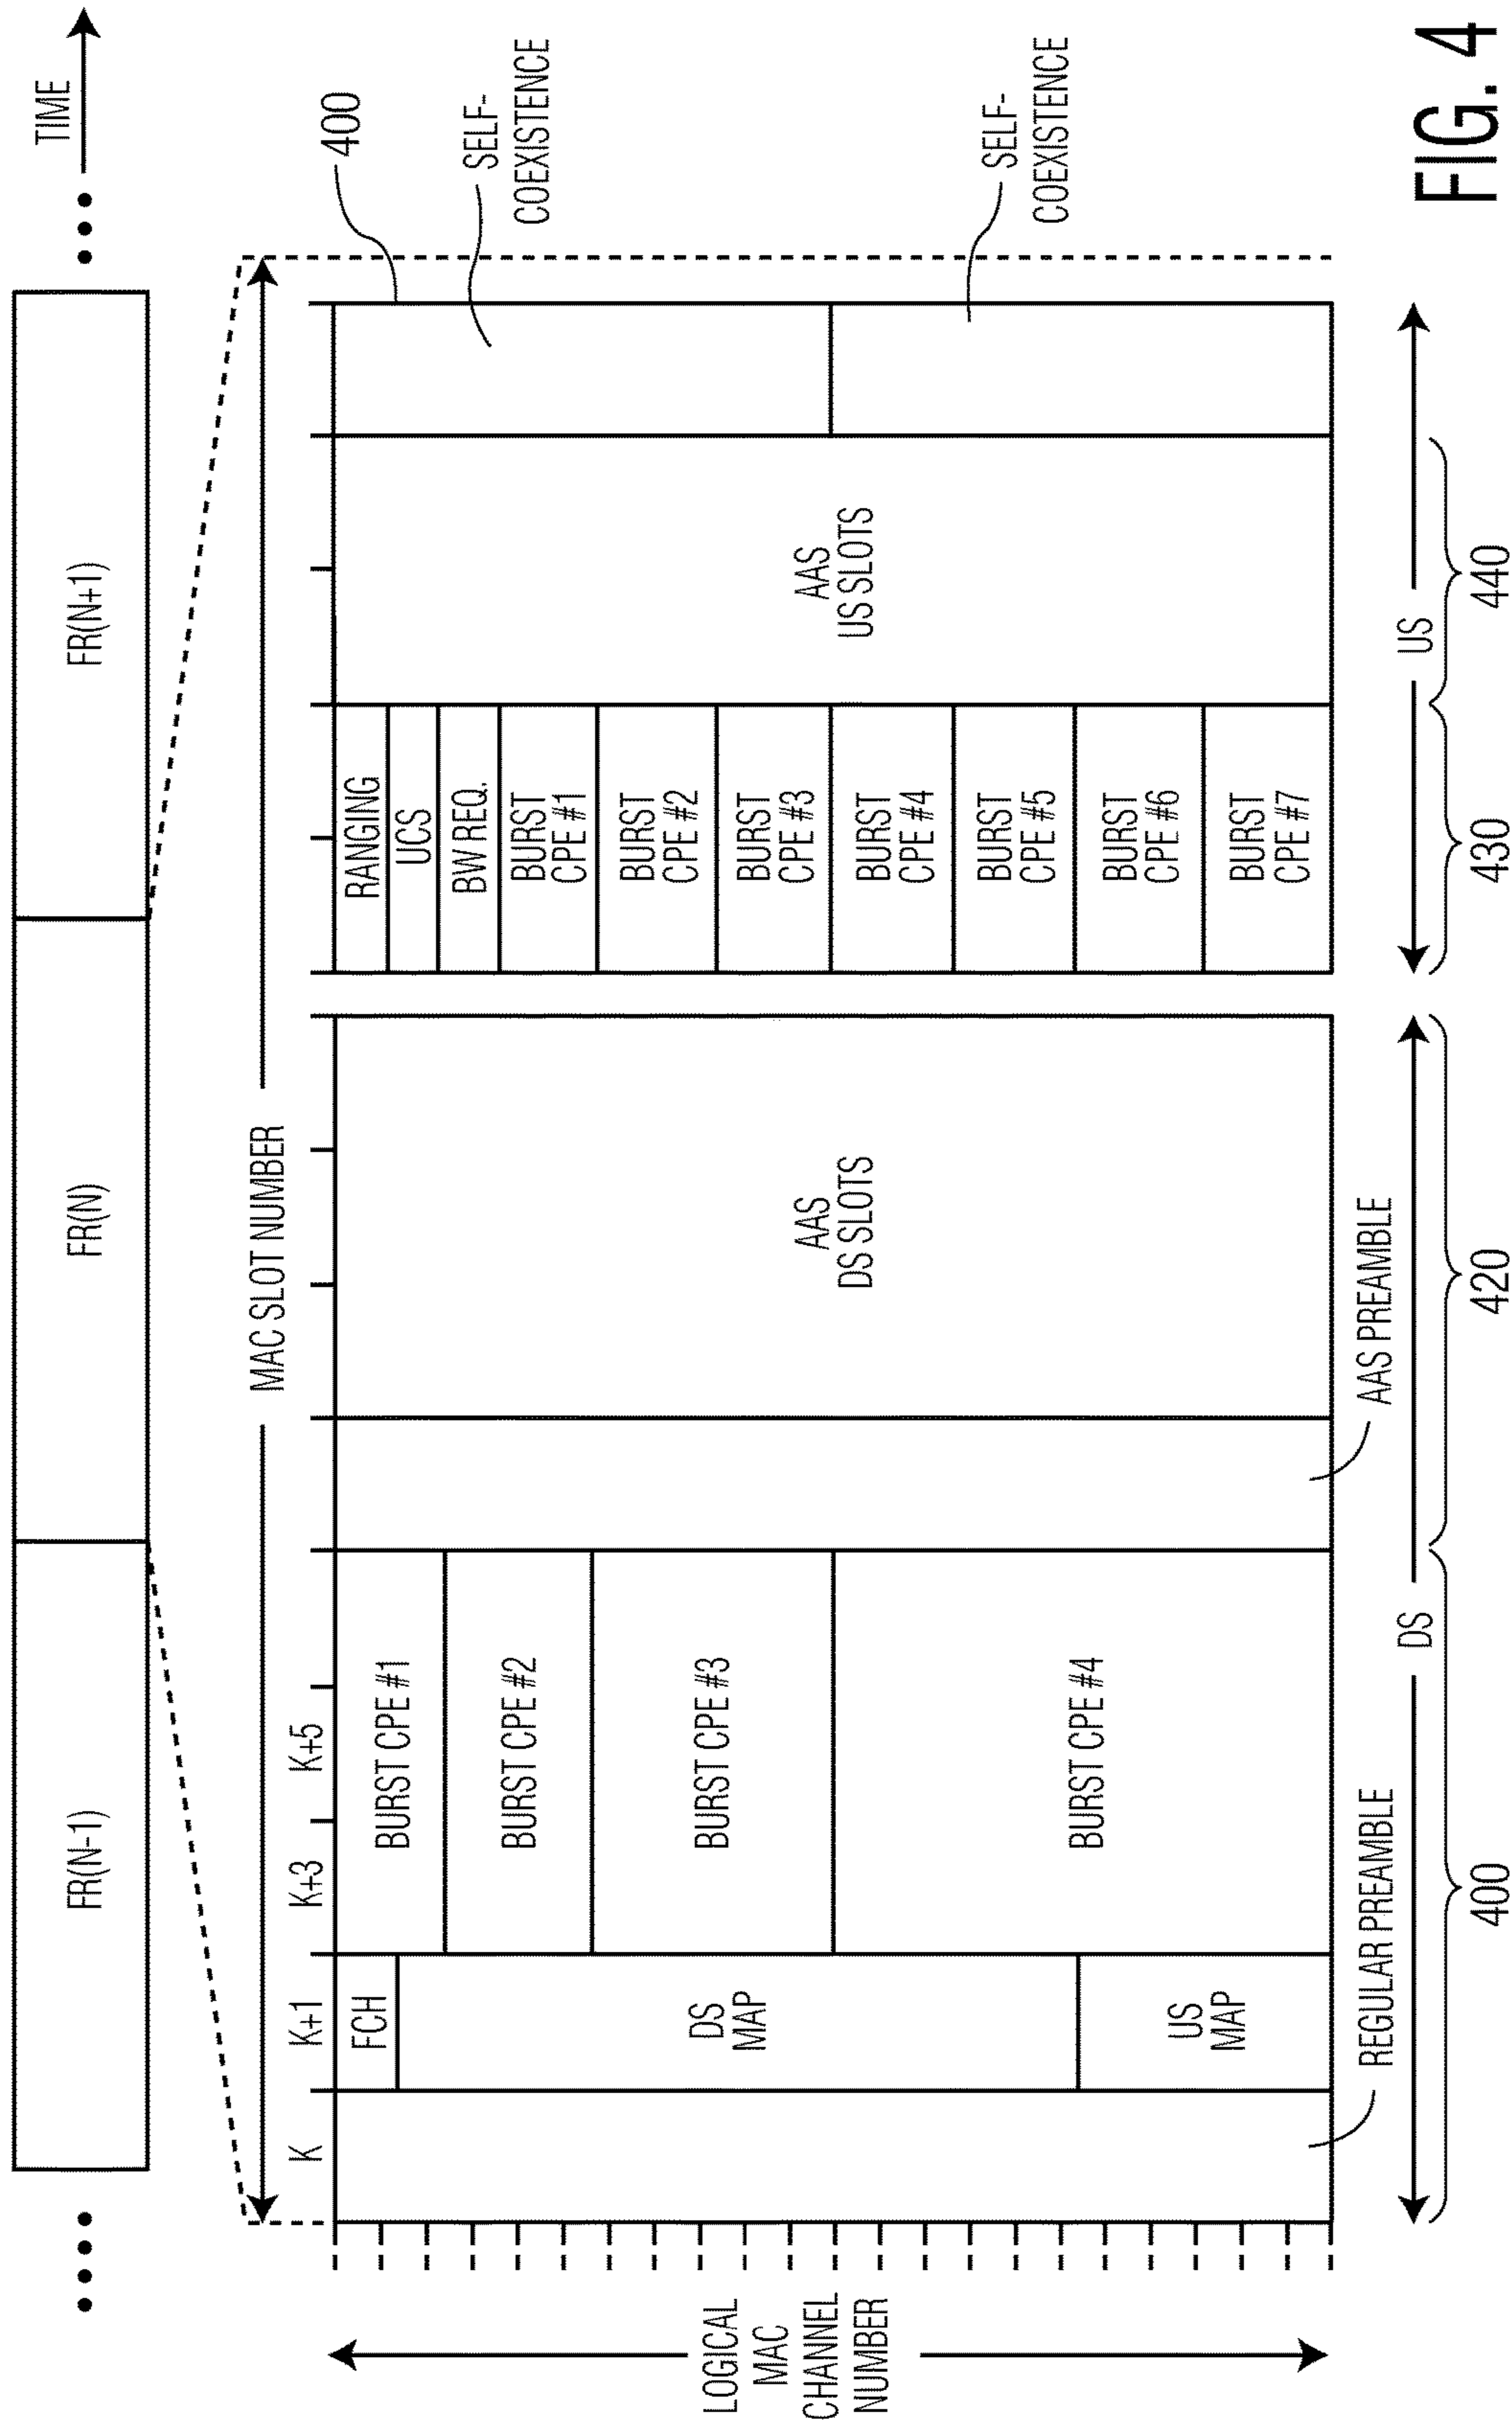 TIME
FR(N-1)
FR(N)
FR(N+1)
MAC SLOT NUMBER
400
K
K+1
K+3
K+5
LOGICAL
MAC
CHANNEL
NUMBER
FCH
DS
MAP
US
MAP
BURST CPE #1
BURST CPE #2
BURST CPE #3
BURST CPE #4
AAS
DS SLOTS
RANGING
UCS
BW REQ.
BURST
CPE #1
BURST
CPE #2
BURST
CPE #3
BURST
CPE #4
BURST
CPE #5
BURST
CPE #6
BURST
CPE #7
AAS
US SLOTS
SELF-
COEXISTENCE
SELF-
COEXISTENCE
REGULAR PREAMBLE
AAS PREAMBLE
DS
US
400
420
430
440
FIG. 4